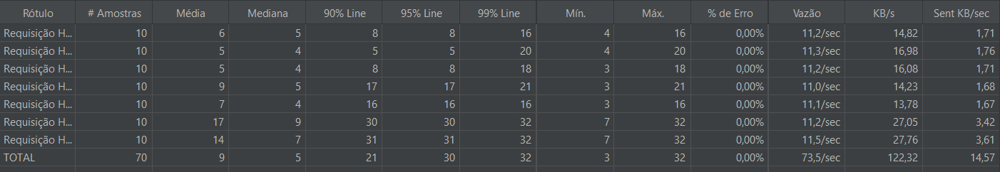 Rótulo # Amostras Média Mediana 90% Line 95% Line 99% Line Mín. Máx. % de Erro Vazão KB/s Sent KB/sec
Requisição H... 10 6 5 8 8 16 4 16 0,00% 11,2/sec 14,82 1,71
Requisição H... 10 5 4 5 5 20 4 20 0,00% 11,3/sec 16,98 1,76
Requisição H... 10 5 4 8 8 18 3 18 0,00% 11,2/sec 16,08 1,71
Requisição H... 10 9 5 17 17 21 3 21 0,00% 11,0/sec 14,23 1,68
Requisição H... 10 7 4 16 16 16 3 16 0,00% 11,1/sec 13,78 1,67
Requisição H... 10 17 9 30 30 32 7 32 0,00% 11,2/sec 27,05 3,42
Requisição H... 10 14 7 31 31 32 7 32 0,00% 11,5/sec 27,76 3,61
TOTAL 70 9 5 21 30 32 3 32 0,00% 73,5/sec 122,32 14,57